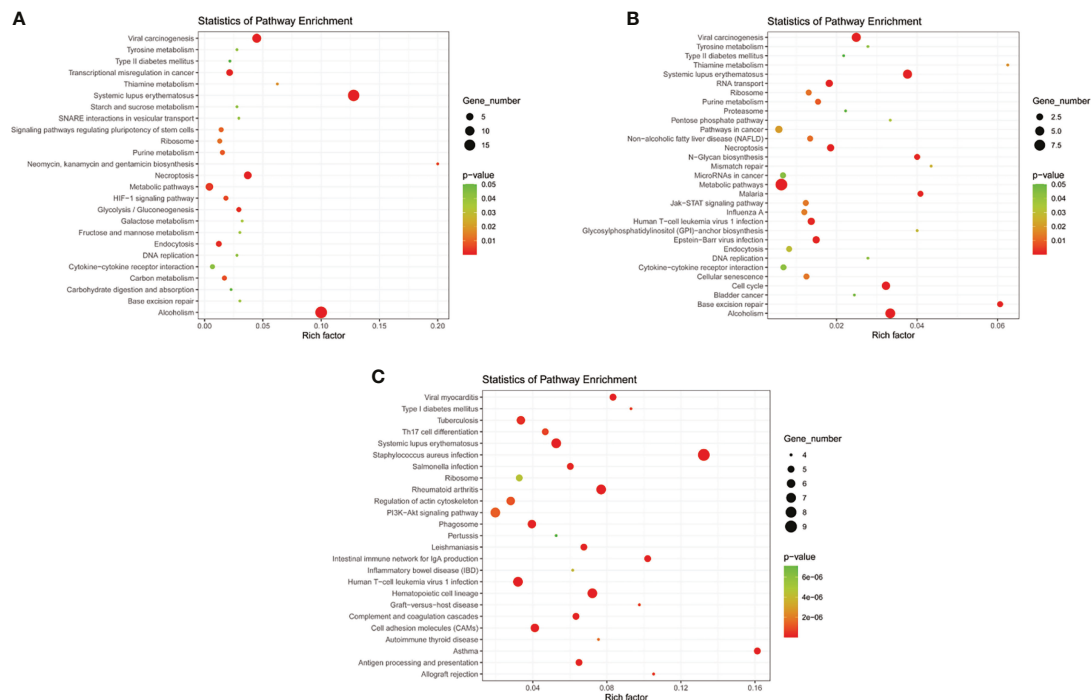 A
Statistics of Pathway Enrichment
Viral carcinogenesis
Tyrosine metabolism
Type II diabetes mellitus
Transcriptional misregulation in cancer
Thiamine metabolism
Systemic lupus erythematosus
Starch and sucrose metabolism
SNARE interactions in vesicular transport
Signaling pathways regulating pluripotency of stem cells
Ribosome
Purine metabolism
Neomycin, kanamycin and gentamicin biosynthesis
Necroptosis
Metabolic pathways
HIF−1 signaling pathway
Glycolysis / Gluconeogenesis
Galactose metabolism
Fructose and mannose metabolism
Endocytosis
DNA replication
Cytokine−cytokine receptor interaction
Carbon metabolism
Carbohydrate digestion and absorption
Base excision repair
Alcoholism
0.00 0.05 0.10 0.15 0.20
Rich factor
Gene_number
5
10
15
p-value
0.05
0.04
0.03
0.02
0.01
B
Statistics of Pathway Enrichment
Viral carcinogenesis
Tyrosine metabolism
Type II diabetes mellitus
Thiamine metabolism
Systemic lupus erythematosus
RNA transport
Ribosome
Purine metabolism
Proteasome
Pentose phosphate pathway
Pathways in cancer
Non−alcoholic fatty liver disease (NAFLD)
Necroptosis
N−Glycan biosynthesis
Mismatch repair
MicroRNAs in cancer
Metabolic pathways
Malaria
Jak−STAT signaling pathway
Influenza A
Human T−cell leukemia virus 1 infection
Glycosylphosphatidylinositol (GPI)−anchor biosynthesis
Epstein−Barr virus infection
Endocytosis
DNA replication
Cytokine−cytokine receptor interaction
Cellular senescence
Cell cycle
Bladder cancer
Base excision repair
Alcoholism
0.02 0.04 0.06
Rich factor
Gene_number
2.5
5.0
7.5
p-value
0.05
0.04
0.03
0.02
0.01
C
Statistics of Pathway Enrichment
Viral myocarditis
Type I diabetes mellitus
Tuberculosis
Th17 cell differentiation
Systemic lupus erythematosus
Staphylococcus aureus infection
Salmonella infection
Ribosome
Rheumatoid arthritis
Regulation of actin cytoskeleton
PI3K−Akt signaling pathway
Phagosome
Pertussis
Leishmaniasis
Intestinal immune network for IgA production
Inflammatory bowel disease (IBD)
Human T−cell leukemia virus 1 infection
Hematopoietic cell lineage
Graft−versus−host disease
Complement and coagulation cascades
Cell adhesion molecules (CAMs)
Autoimmune thyroid disease
Asthma
Antigen processing and presentation
Allograft rejection
0.04 0.08 0.12 0.16
Rich factor
Gene_number
4
5
6
7
8
9
p-value
6e−06
4e−06
2e−06